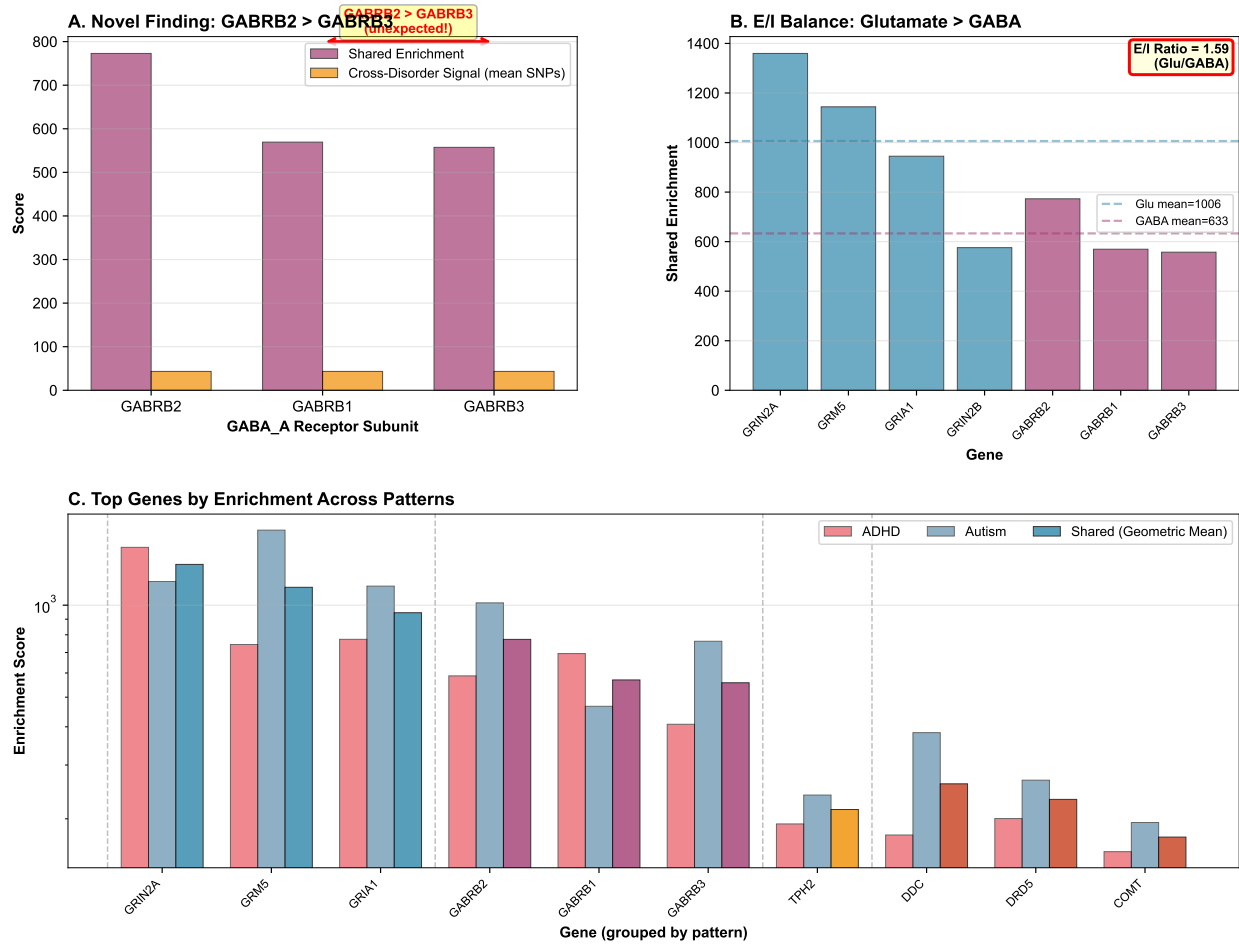 A. Novel Finding: GABRB2 > GABRB3
GABRB2 > GABRB3
(unexpected!)
Shared Enrichment
Cross-Disorder Signal (mean SNPs)
800
700
600
500
400
300
200
100
0
Score
GABRB2
GABRB1
GABRB3
GABA_A Receptor Subunit
B. E/I Balance: Glutamate > GABA
E/I Ratio = 1.59
(Glu/GABA)
1400
1200
1000
800
600
400
200
0
Shared Enrichment
Glu mean=1006
GABA mean=633
GRIN2A
GRM5
GRIA1
GRIN2B
GABRB2
GABRB1
GABRB3
Gene
C. Top Genes by Enrichment Across Patterns
ADHD
Autism
Shared (Geometric Mean)
10³
Enrichment Score
GRIN2A
GRM5
GRIA1
GABRB2
GABRB1
GABRB3
TPH2
DDC
DRD5
COMT
Gene (grouped by pattern)